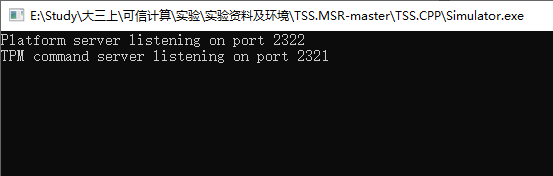 E:\Study\大三上\可信计算\实验\实验资料及环境\TSS.MSR-master\TSS.CPP\Simulator.exe
Platform server listening on port 2322
TPM command server listening on port 2321